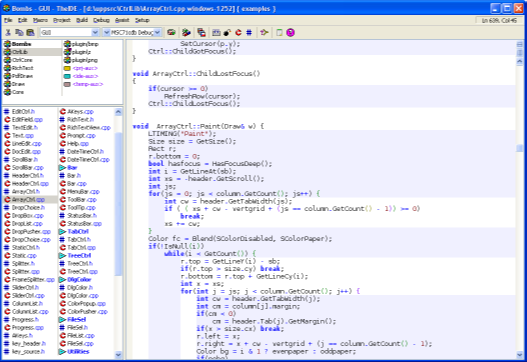 Bombs - GUI - TheIDE - [d:\uppsrc\CtrlLib\ArrayCtrl.cpp windows-1252] { examples }
File Edit Macro Project Build Debug Assist Setup
GUI MSC71cdb Debug
Ln 639, Col 45
Bombs plugin/bmp
CtrlLib plugin/z
CtrlCore plugin/png
RichText <prj-aux>
PdfDraw <ide-aux>
Draw <temp-aux>
Core
EditCtrl.h AKeys.cpp
EditField.cpp RichText.h
TextEdit.h RichTextView.cpp
Text.cpp Prompt.cpp
LineEdit.cpp Help.cpp
DocEdit.cpp DateTimeCtrl.h
ScrollBar.h DateTimeCtrl.cpp
ScrollBar.cpp Bar
HeaderCtrl.h Bar.h
HeaderCtrl.cpp Bar.cpp
ArrayCtrl.h MenuBar.cpp
ArrayCtrl.cpp ToolBar.cpp
DropChoice.h ToolTip.cpp
DropBox.cpp StatusBar.h
DropList.cpp StatusBar.cpp
DropPusher.cpp TabCtrl
DropChoice.cpp TabCtrl.h
StaticCtrl.h TabCtrl.cpp
Static.cpp TreeCtrl
Splitter.h TreeCtrl.h
Splitter.cpp TreeCtrl.cpp
FrameSplitter.cpp DlgColor
SliderCtrl.h DlgColor.h
SliderCtrl.cpp DlgColor.cpp
ColumnList.h ColorPopup.cpp
ColumnList.cpp ColorPusher.cpp
Progress.h FileSel
Progress.cpp FileSel.h
AKeys.h FileList.cpp
key_header.h FileSel.cpp
key_source.h Utilities
SetCursor(p.y);
Ctrl::ChildGotFocus();
}
void ArrayCtrl::ChildLostFocus()
{
if(cursor >= 0)
RefreshRow(cursor);
Ctrl::ChildLostFocus();
}
void ArrayCtrl::Paint(Draw& w) {
LTIMING("Paint");
Size size = GetSize();
Rect r;
r.bottom = 0;
bool hasfocus = HasFocusDeep();
int i = GetLineAt(sb);
int xs = -header.GetScroll();
int js;
for(js = 0; js < column.GetCount(); js++) {
int cw = header.GetTabWidth(js);
if ( ( xs + cw - vertgrid + (js == column.GetCount() - 1)) >= 0)
break;
xs += cw;
}
Color fc = Blend(SColorDisabled, SColorPaper);
if(!IsNull(i))
while(i < GetCount()) {
r.top = GetLineY(i) - sb;
if(r.top > size.cy) break;
r.bottom = r.top + GetLineCy(i);
int x = xs;
for(int j = js; j < column.GetCount(); j++) {
int cw = header.GetTabWidth(j);
int cm = column[j].margin;
if(cm < 0)
cm = header.Tab(j).GetMargin();
if(x > size.cx) break;
r.left = x;
r.right = x + cw - vertgrid + (j == column.GetCount() - 1);
Color bg = i & 1 ? evenpaper : oddpaper;